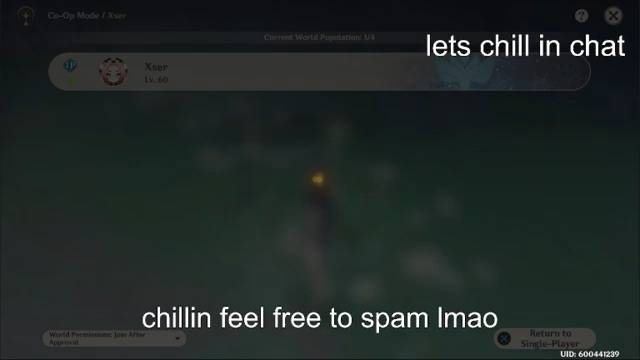 Co-Op Mode / Xser
Current World Population: 1/4
lets chill in chat
Xser
Lv. 60
chillin feel free to spam lmao
World Permissions: Join After
Approval
Return to
Single-Player
UID: 600441239